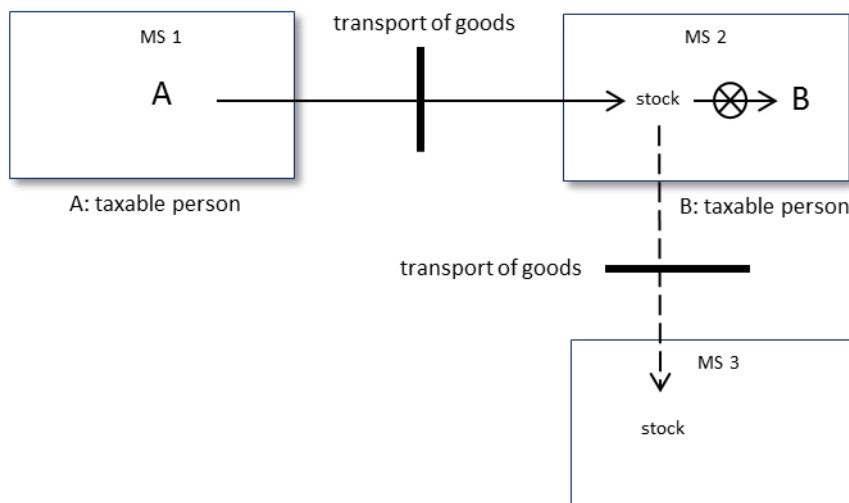 transport of goods
MS 1
MS 2
A
stock
B
A: taxable person
B: taxable person
transport of goods
MS 3
stock